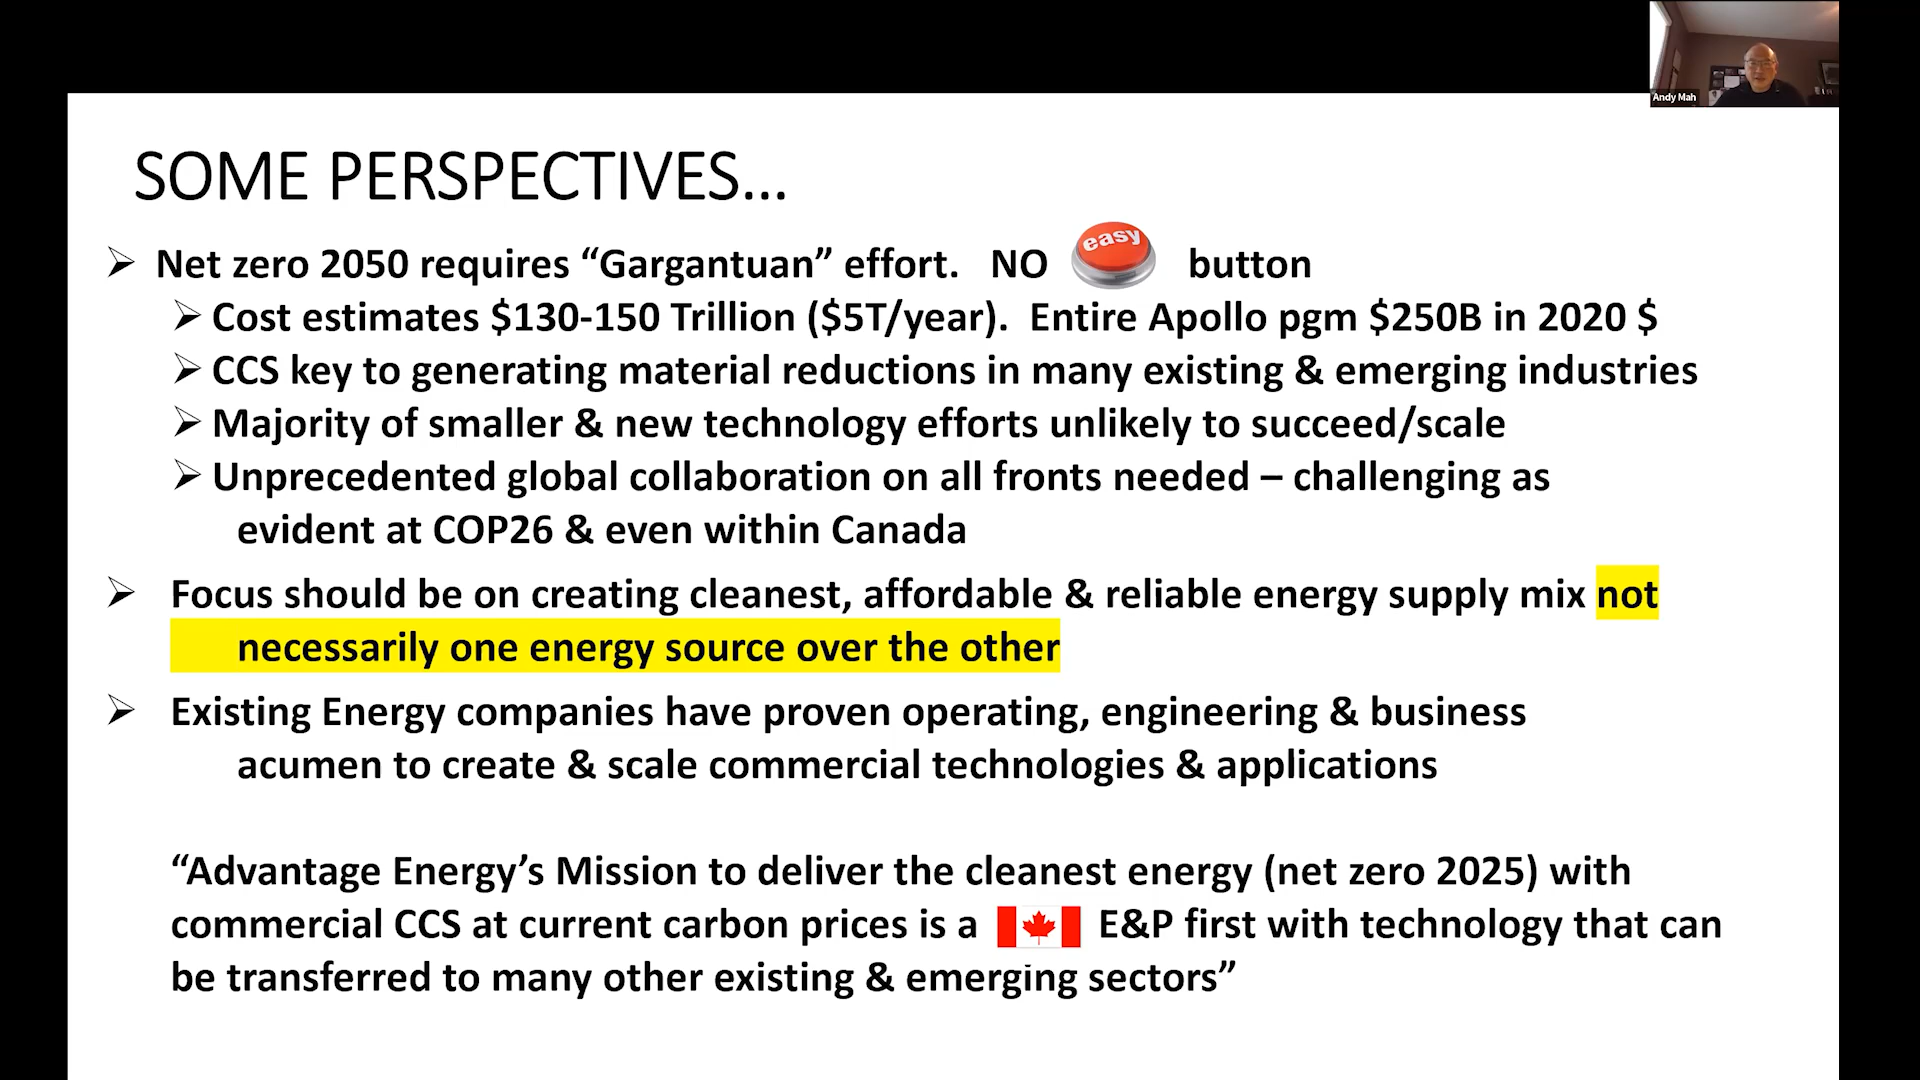 Andy Mah
SOME PERSPECTIVES...
Net zero 2050 requires “Gargantuan” effort. NO easy button
Cost estimates $130-150 Trillion ($5T/year). Entire Apollo pgm $250B in 2020 $
CCS key to generating material reductions in many existing & emerging industries
Majority of smaller & new technology efforts unlikely to succeed/scale
Unprecedented global collaboration on all fronts needed – challenging as
evident at COP26 & even within Canada
Focus should be on creating cleanest, affordable & reliable energy supply mix not
necessarily one energy source over the other
Existing Energy companies have proven operating, engineering & business
acumen to create & scale commercial technologies & applications
“Advantage Energy’s Mission to deliver the cleanest energy (net zero 2025) with
commercial CCS at current carbon prices is a E&P first with technology that can
be transferred to many other existing & emerging sectors”